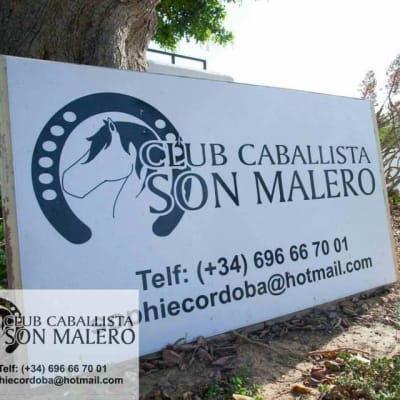 CLUB CABALLISTA
SON MALERO
Telf: (+34) 696 66 70 01
phiecordoba@hotmail.com
CLUB CABALLISTA
SON MALERO
Telf: (+34) 696 66 70 01
hiecordoba@hotmail.com